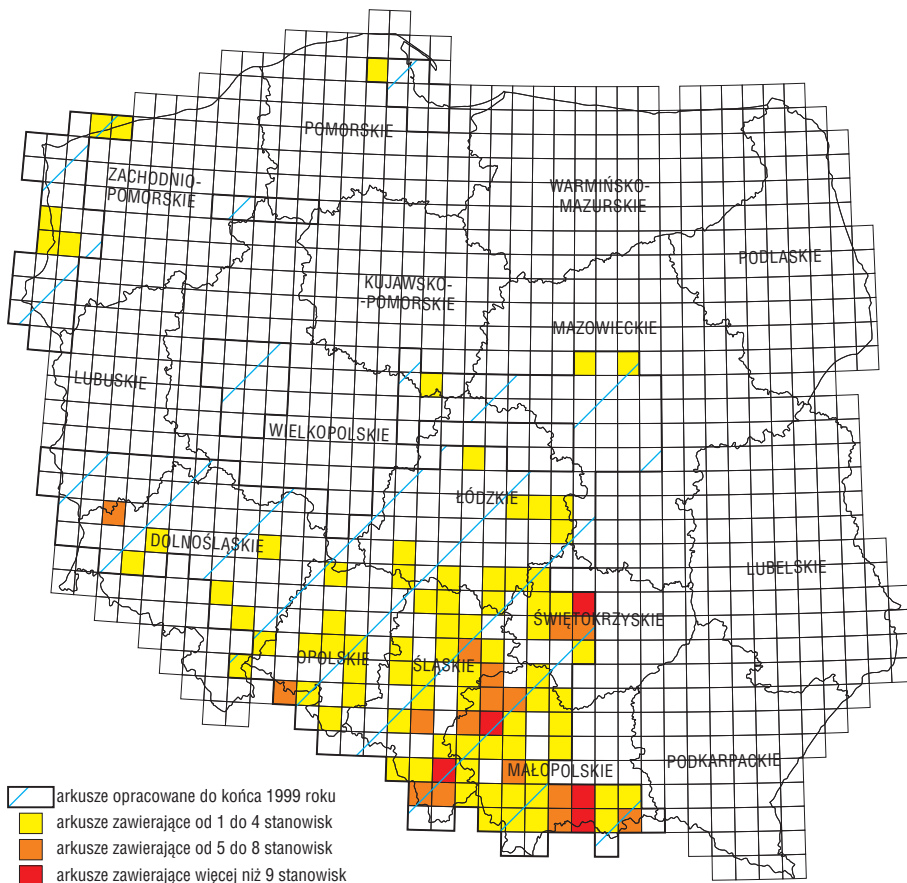 POMORSKIE
ZACHODNIO-
POMORSKIE
WARMIŃSKO-
MAZURSKIE
PODLASKIE
KUJAWSKO-
-POMORSKIE
MAZOWIECKIE
LUBUSKIE
WIELKOPOLSKIE
ŁÓDZKIE
DOLNOŚLĄSKIE
LUBELSKIE
ŚWIĘTOKRZYSKIE
OPOLSKIE
ŚLĄSKIE
PODKARPACKIE
MAŁOPOLSKIE
arkusze opracowane do końca 1999 roku
arkusze zawierające od 1 do 4 stanowisk
arkusze zawierające od 5 do 8 stanowisk
arkusze zawierające więcej niż 9 stanowisk